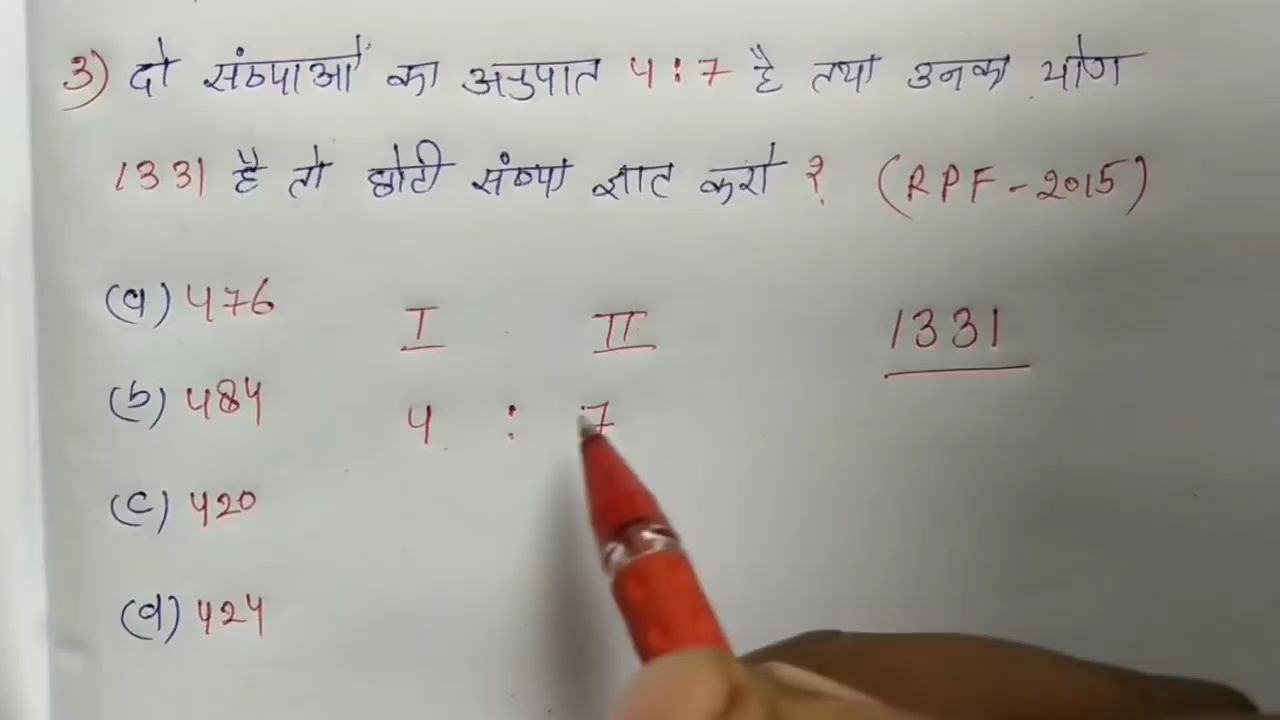 3) दो संख्याओं का अनुपात 4:7 है तथा उनका योग
1331 है तो छोटी संख्या ज्ञात करो ? (RPF-2015)
(a) 476
(b) 484
(c) 420
(d) 424
I II
4 : 7
1331